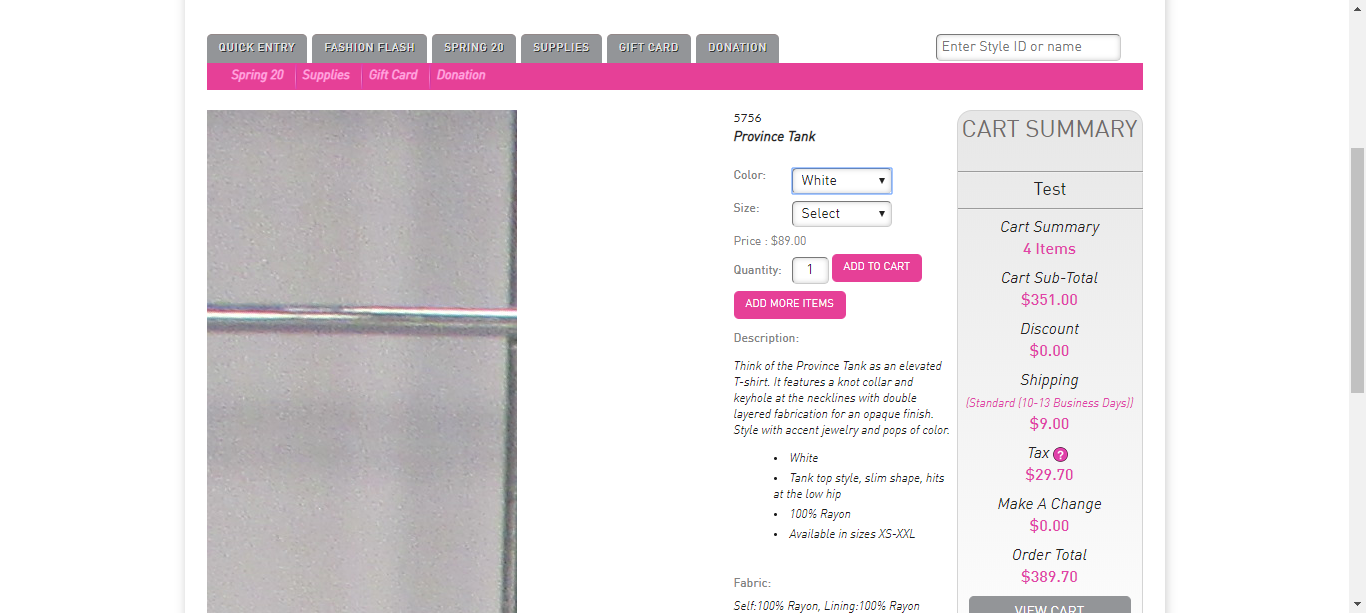 QUICK ENTRY
FASHION FLASH
SPRING 20
SUPPLIES
GIFT CARD
DONATION
Enter Style ID or name
Spring 20
Supplies
Gift Card
Donation
5756
Province Tank
Color:
White
Size:
Select
Price : $89.00
Quantity:
1
ADD TO CART
ADD MORE ITEMS
Description:
Think of the Province Tank as an elevated
T-shirt. It features a knot collar and
keyhole at the necklines with double
layered fabrication for an opaque finish.
Style with accent jewelry and pops of color.
• White
• Tank top style, slim shape, hits
at the low hip
• 100% Rayon
• Available in sizes XS-XXL
Fabric:
Self:100% Rayon, Lining:100% Rayon
CART SUMMARY
Test
Cart Summary
4 Items
Cart Sub-Total
$351.00
Discount
$0.00
Shipping
(Standard (10-13 Business Days))
$9.00
Tax ?
$29.70
Make A Change
$0.00
Order Total
$389.70
VIEW CART